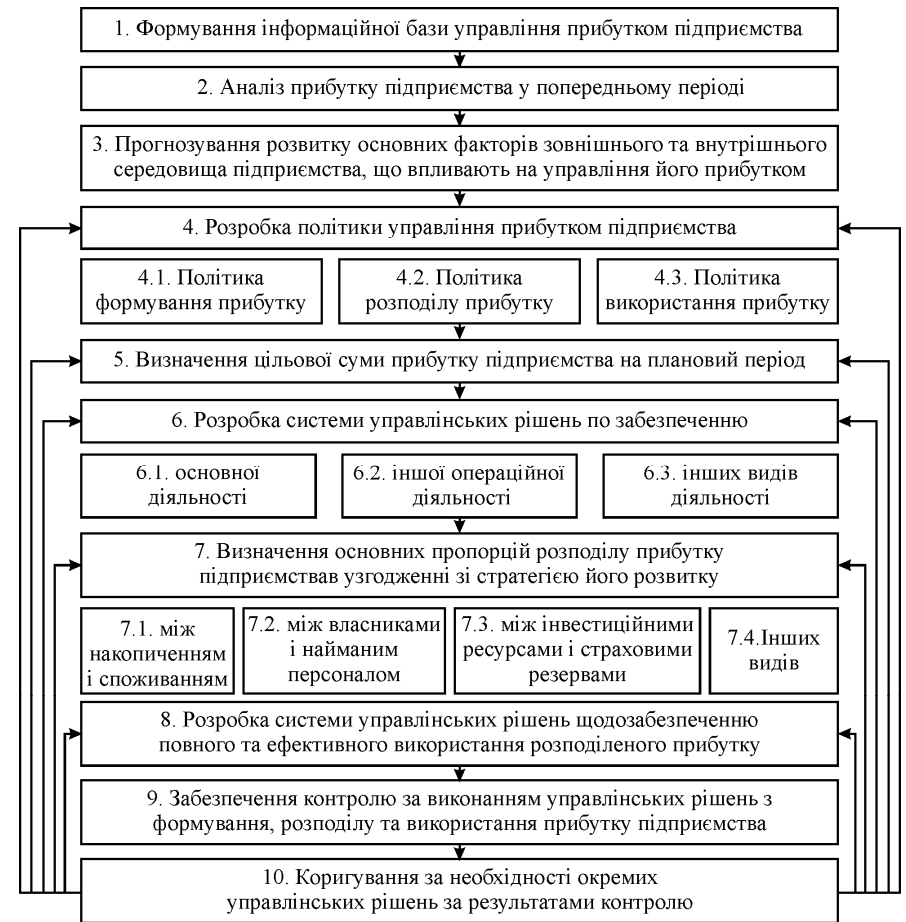 1. Формування інформаційної бази управління прибутком підприємства
2. Аналіз прибутку підприємства у попередньому періоді
3. Прогнозування розвитку основних факторів зовнішнього та внутрішнього
середовища підприємства, що впливають на управління його прибутком
4. Розробка політики управління прибутком підприємства
4.1. Політика
формування прибутку
4.2. Політика
розподілу прибутку
4.3. Політика
використання прибутку
5. Визначення цільової суми прибутку підприємства на плановий період
6. Розробка системи управлінських рішень по забезпеченню
6.1. основної
діяльності
6.2. іншої операційної
діяльності
6.3. інших видів
діяльності
7. Визначення основних пропорцій розподілу прибутку
підприємствав узгодженні зі стратегією його розвитку
7.1. між
накопиченням
і споживанням
7.2. між власниками
і найманим
персоналом
7.3. між інвестиційними
ресурсами і страховими
резервами
7.4.Інших
видів
8. Розробка системи управлінських рішень щодозабезпеченню
повного та ефективного використання розподіленого прибутку
9. Забезпечення контролю за виконанням управлінських рішень з
формування, розподілу та використання прибутку підприємства
10. Коригування за необхідності окремих
управлінських рішень за результатами контролю